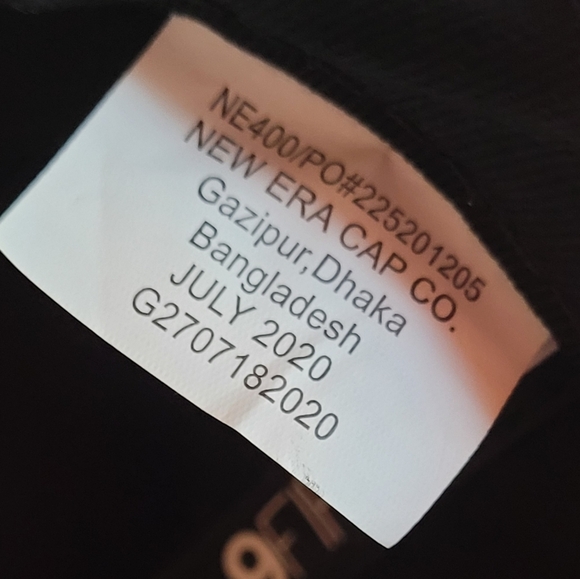 NE400/PO#225201205
NEW ERA CAP CO.
Gazipur,Dhaka
Bangladesh
JULY 2020
G2707182020